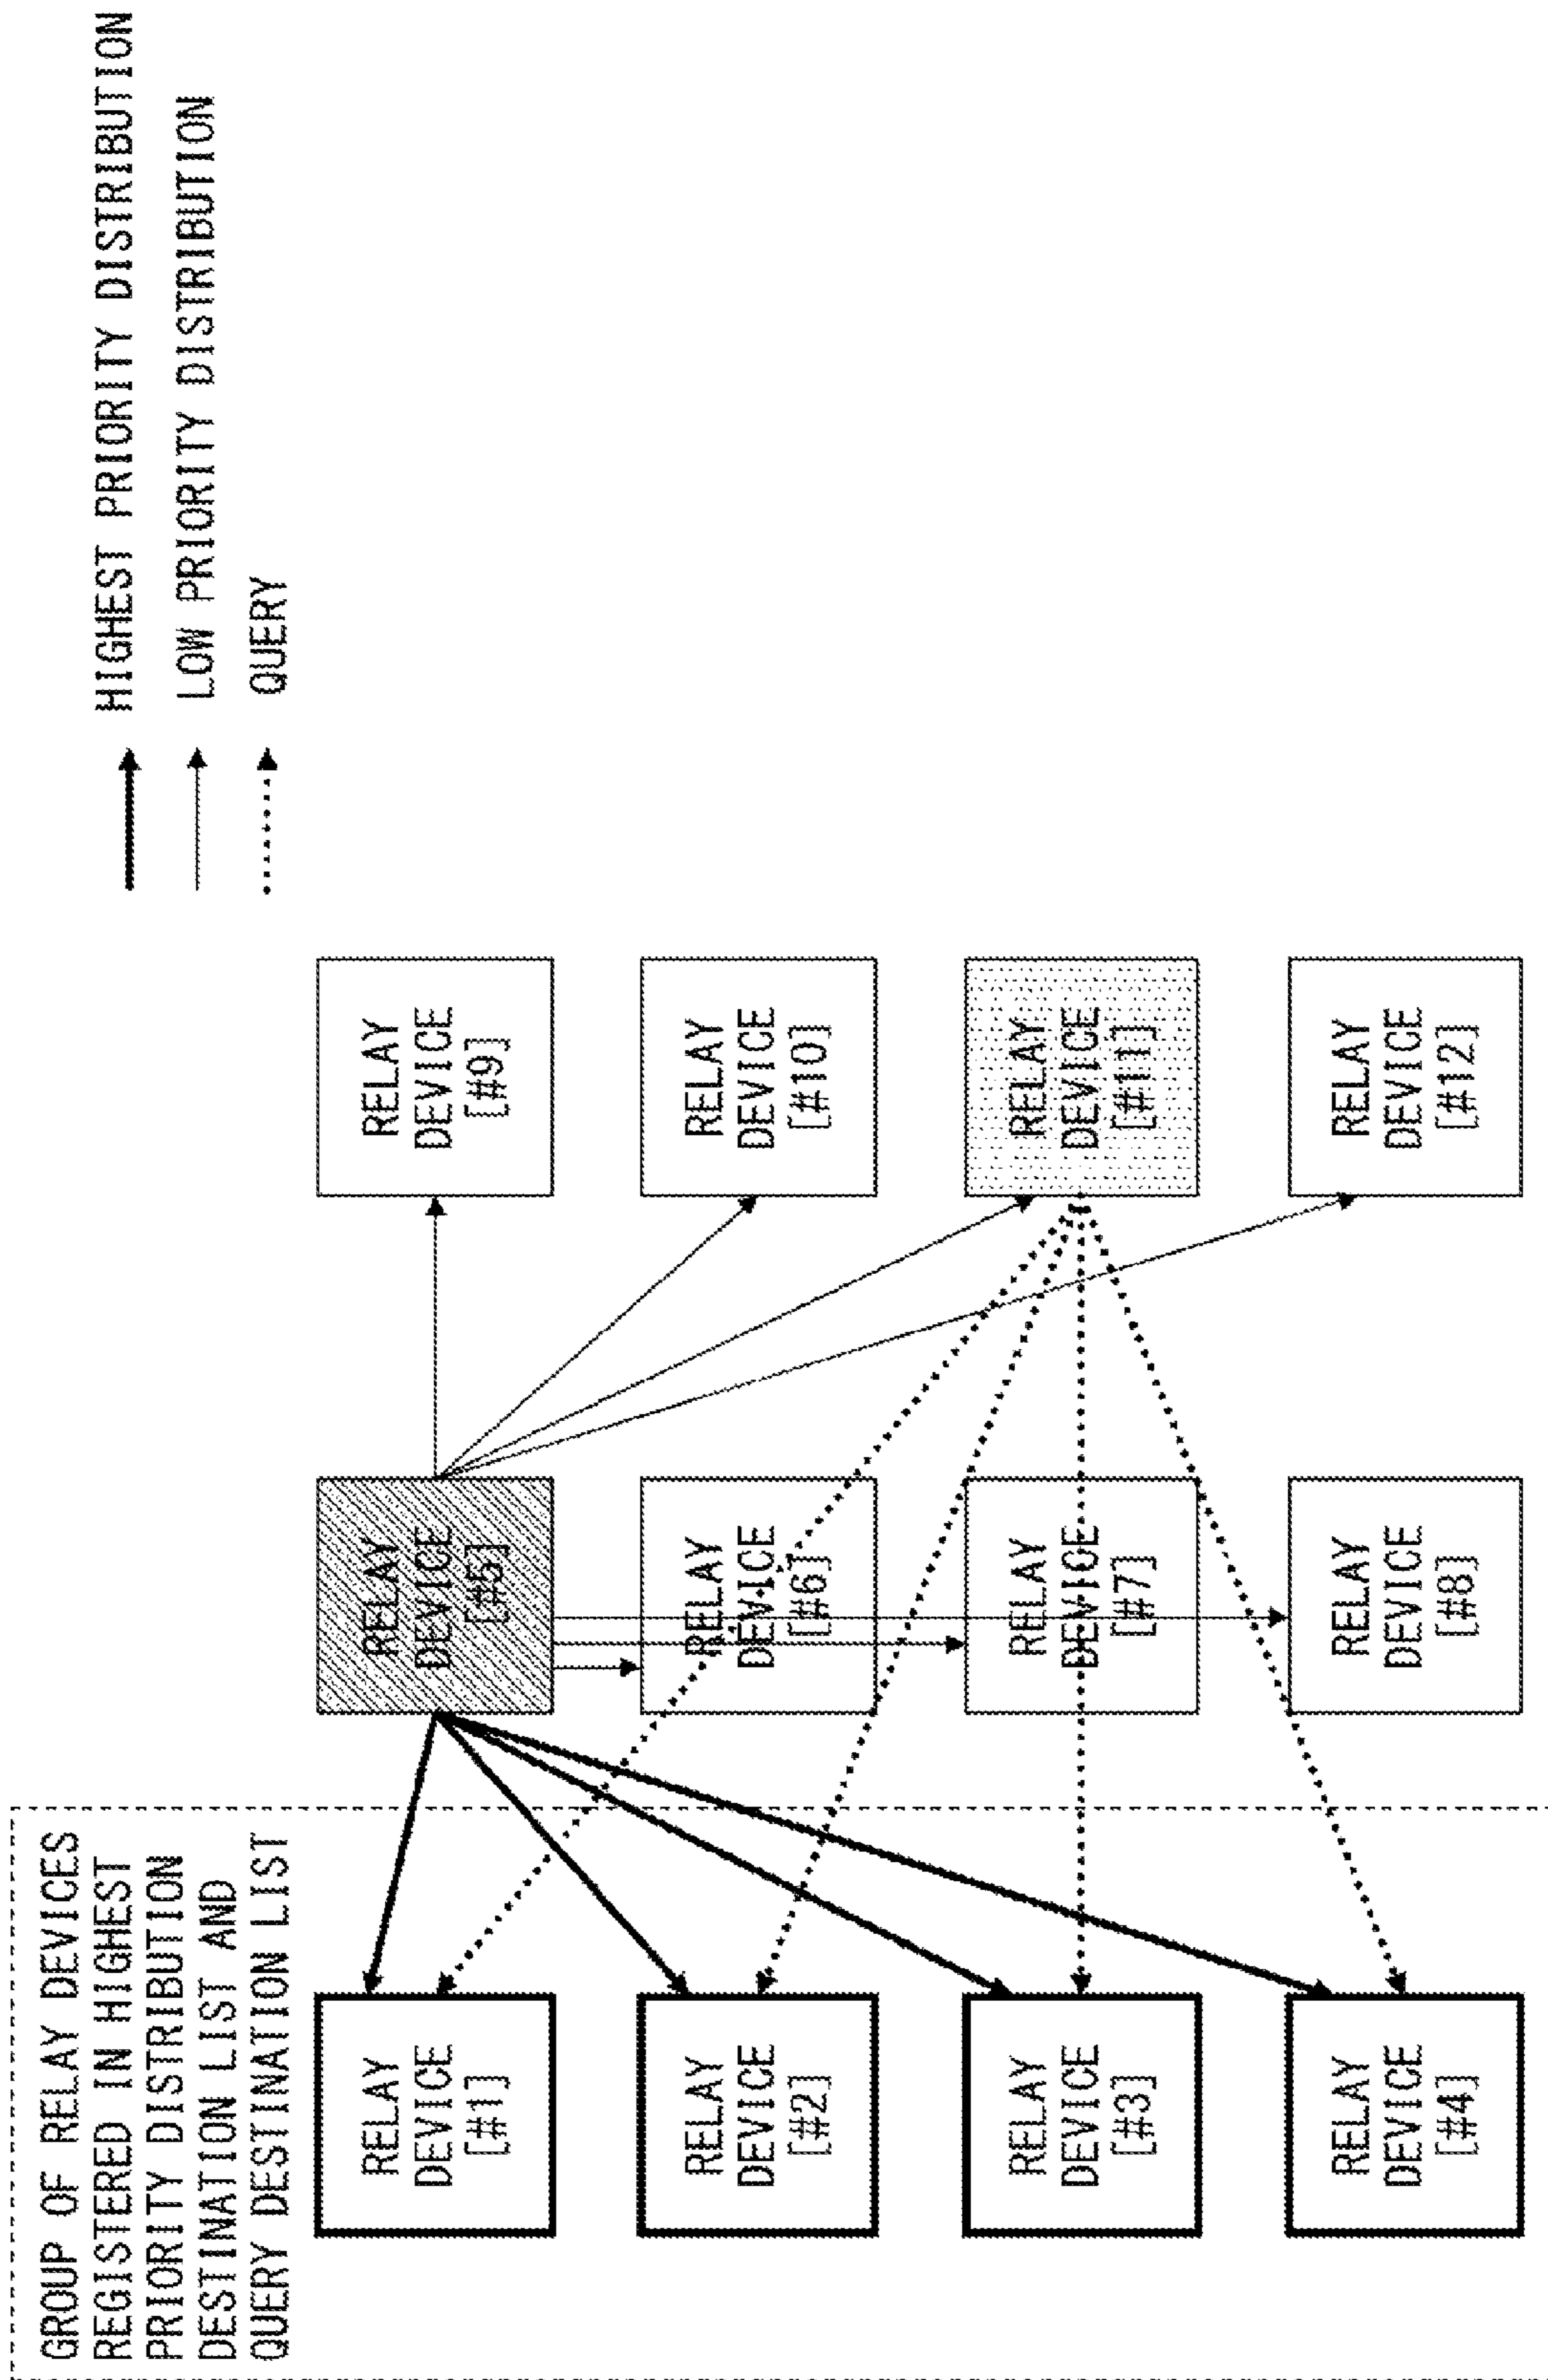 GROUP OF RELAY DEVICES
REGISTERED IN HIGHEST
PRIORITY DISTRIBUTION
DESTINATION LIST AND
QUERY DESTINATION LIST
HIGHEST PRIORITY DISTRIBUTION
LOW PRIORITY DISTRIBUTION
QUERY
RELAY
DEVICE
[#1]
RELAY
DEVICE
[#5]
RELAY
DEVICE
[#9]
RELAY
DEVICE
[#2]
RELAY
DEVICE
[#6]
RELAY
DEVICE
[#10]
RELAY
DEVICE
[#3]
RELAY
DEVICE
[#7]
RELAY
DEVICE
[#11]
RELAY
DEVICE
[#4]
RELAY
DEVICE
[#8]
RELAY
DEVICE
[#12]